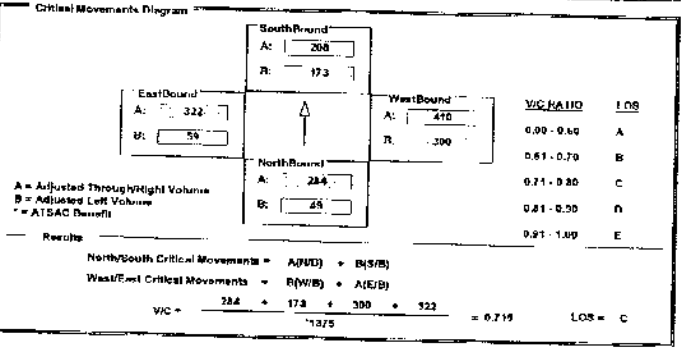 Critical Movements Diagram
SouthBound
A: 208
B: 173
EastBound
A: 322
B: 59
WestBound
A: 410
B: 300
NorthBound
A: 284
B: 49
V/C RATIO LOS
0.00 - 0.60 A
0.61 - 0.70 B
0.71 - 0.80 C
0.81 - 0.90 D
0.91 - 1.00 E
A = Adjusted Through/Right Volume
B = Adjusted Left Volume
* = ATSAC Benefit
Results
North/South Critical Movements = A(N/B) + B(S/B)
West/East Critical Movements = B(W/B) + A(E/B)
V/C = 284 + 173 + 300 + 322
*1375
= 0.715 LOS = C